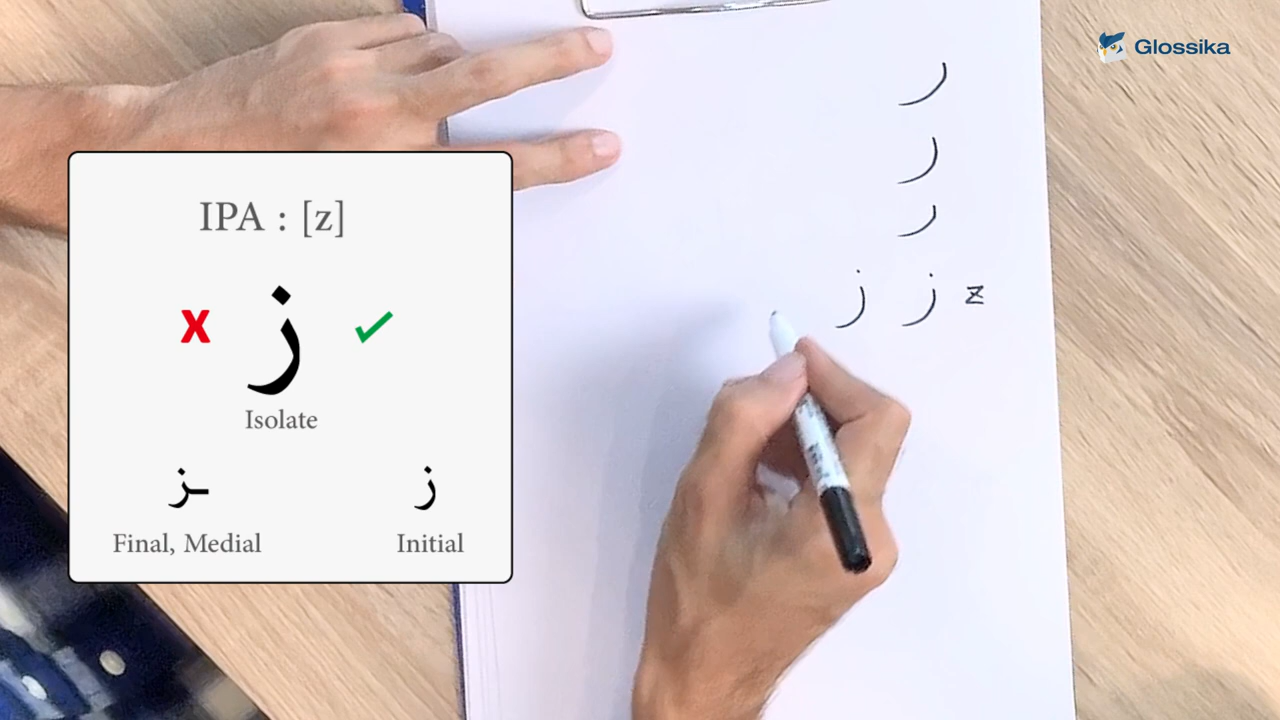 Glossika
IPA : [z]
X ز ✓
Isolate
ـز ز
Final, Medial Initial
ر
ر
ر
z ز ز